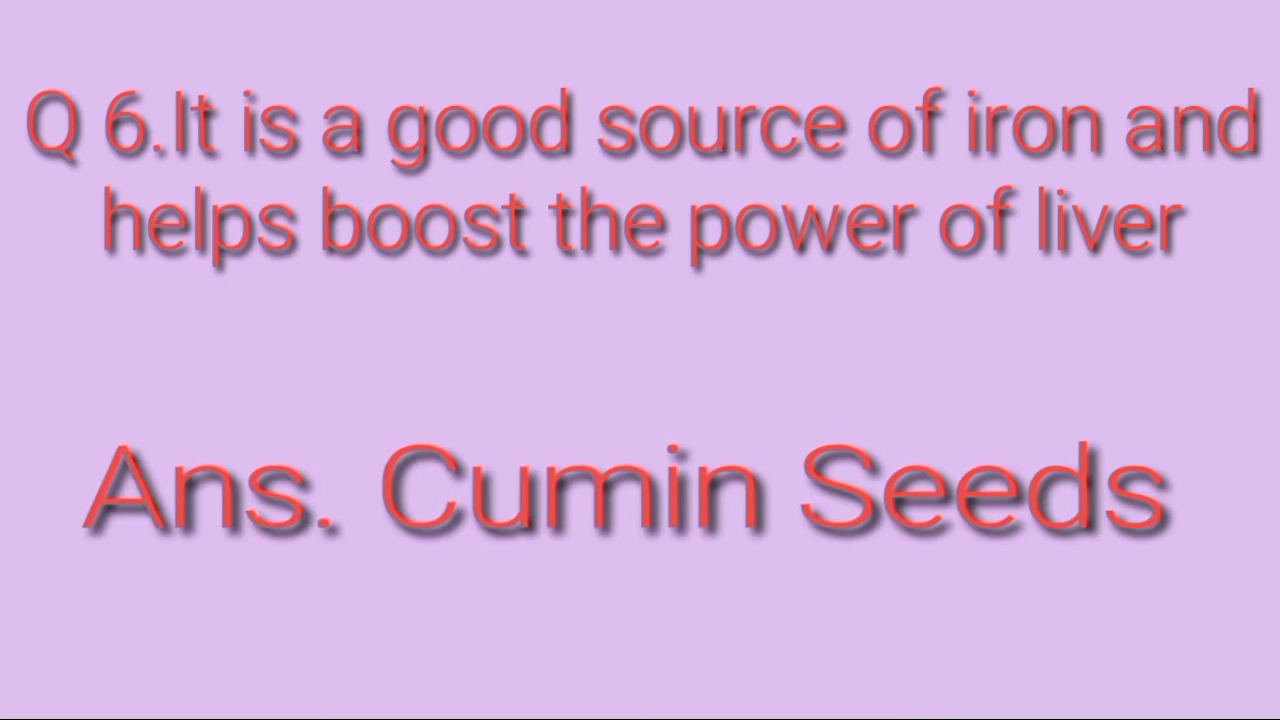 Q 6.It is a good source of iron and
helps boost the power of liver
Ans. Cumin Seeds